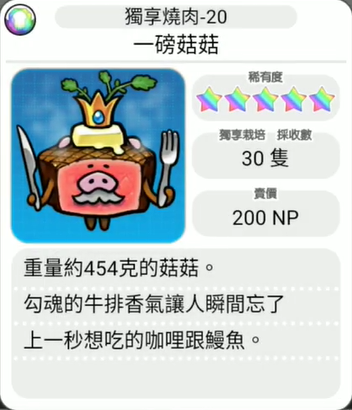 獨享燒肉-20
一磅菇菇
稀有度
獨享栽培 採收數
30 隻
賣價
200 NP
重量約454克的菇菇。
勾魂的牛排香氣讓人瞬間忘了
上一秒想吃的咖哩跟鰻魚。